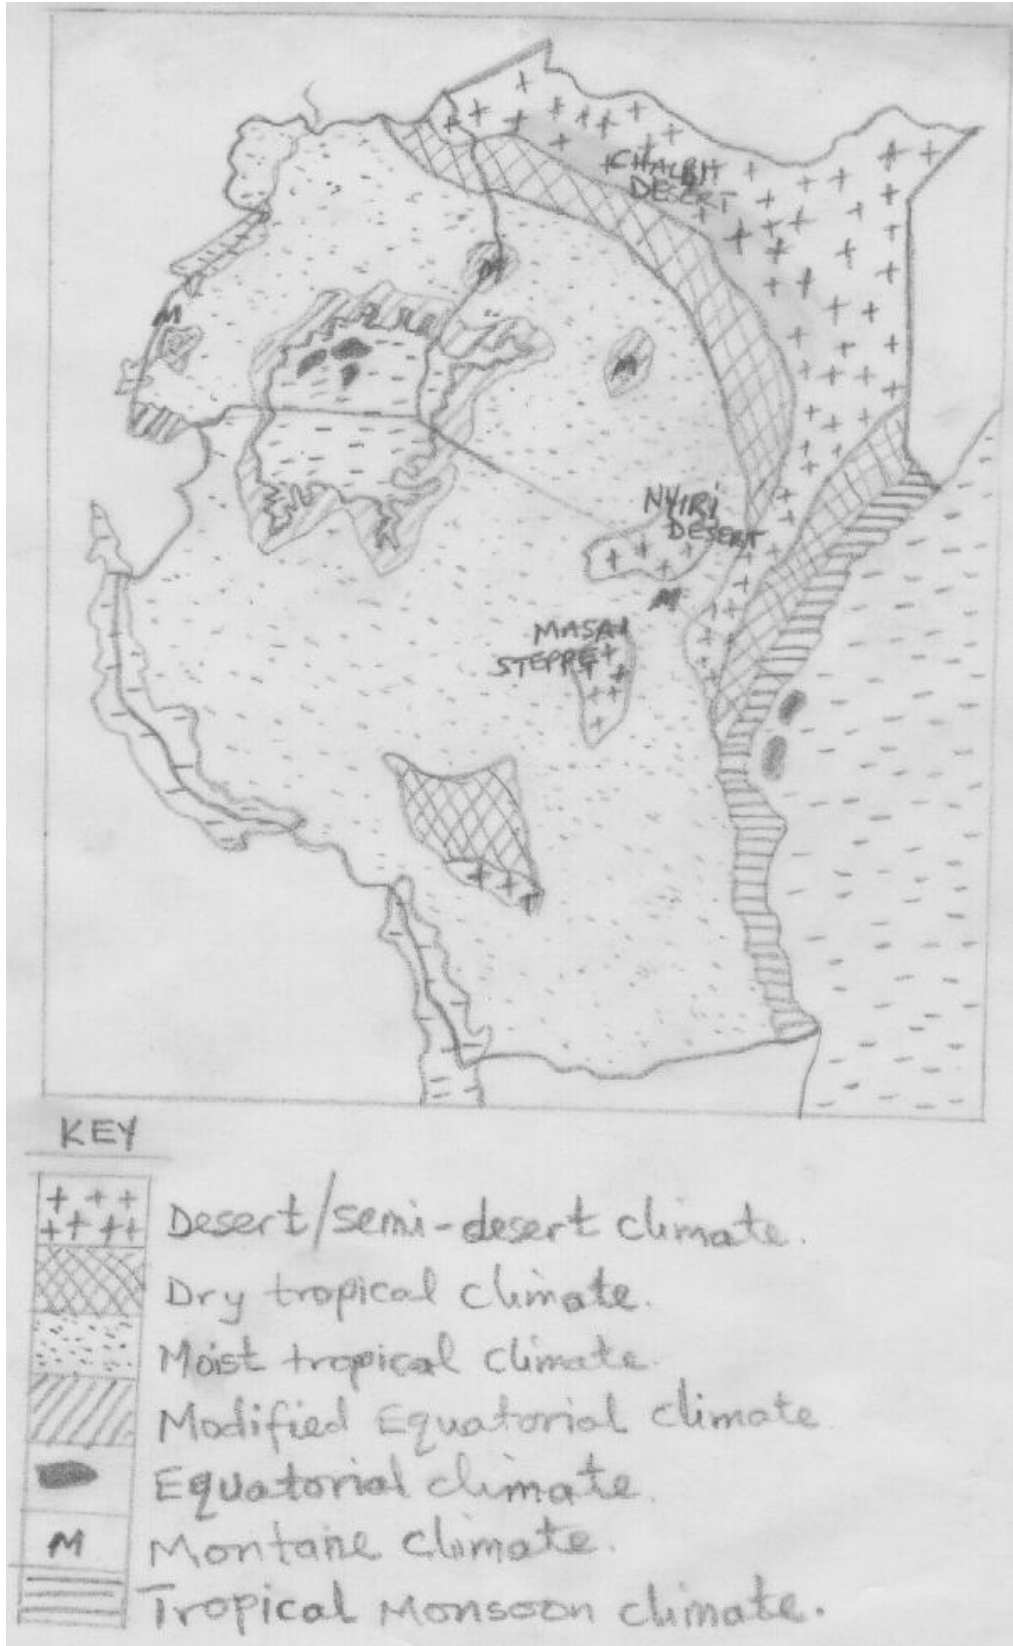 CHALBI
DESERT
M
M
M
NYIRI
DESERT
M
MASAI
STEPPE
KEY
Desert/semi-desert climate.
Dry tropical climate.
Moist tropical climate.
Modified Equatorial climate
Equatorial climate.
M Montane climate.
Tropical Monsoon climate.